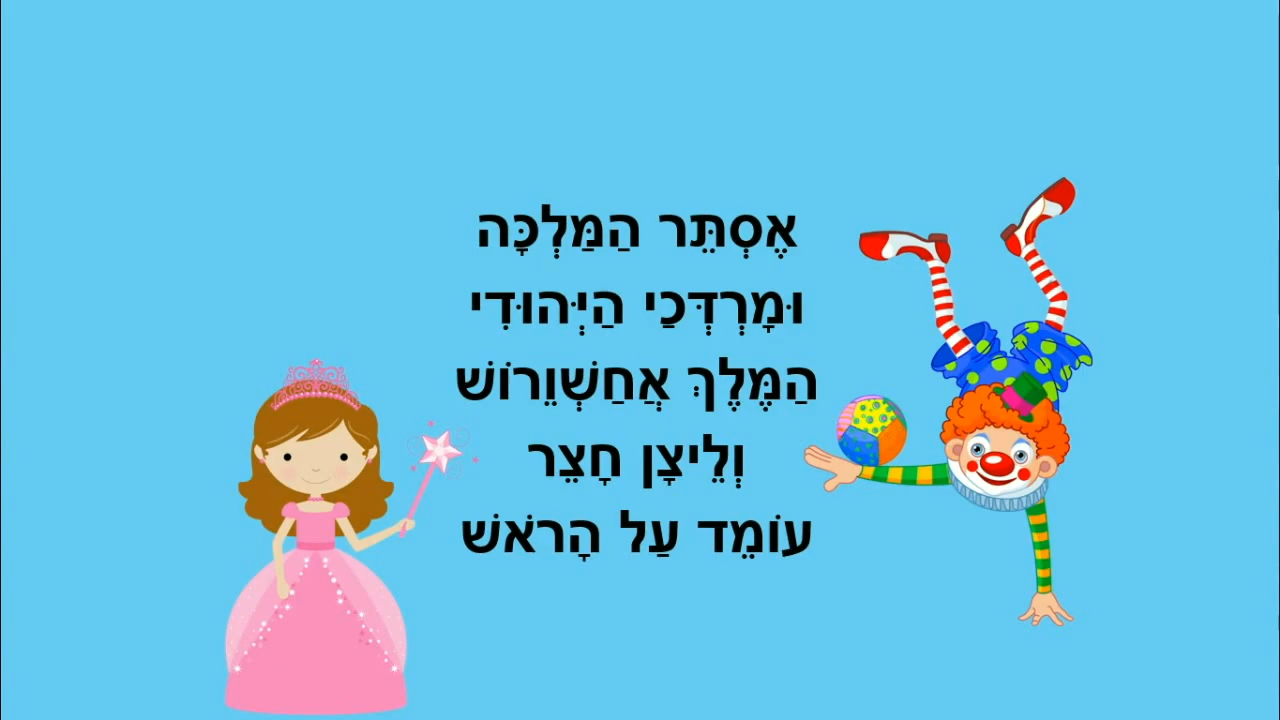 אֶסְתֵּר הַמַּלְכָּה
וּמָרְדְּכַי הַיְּהוּדִי
הַמֶּלֶךְ אֲחַשְׁוֵרוֹשׁ
וְלֵיצָן חָצֵר
עוֹמֵד עַל הָרֹאשׁ